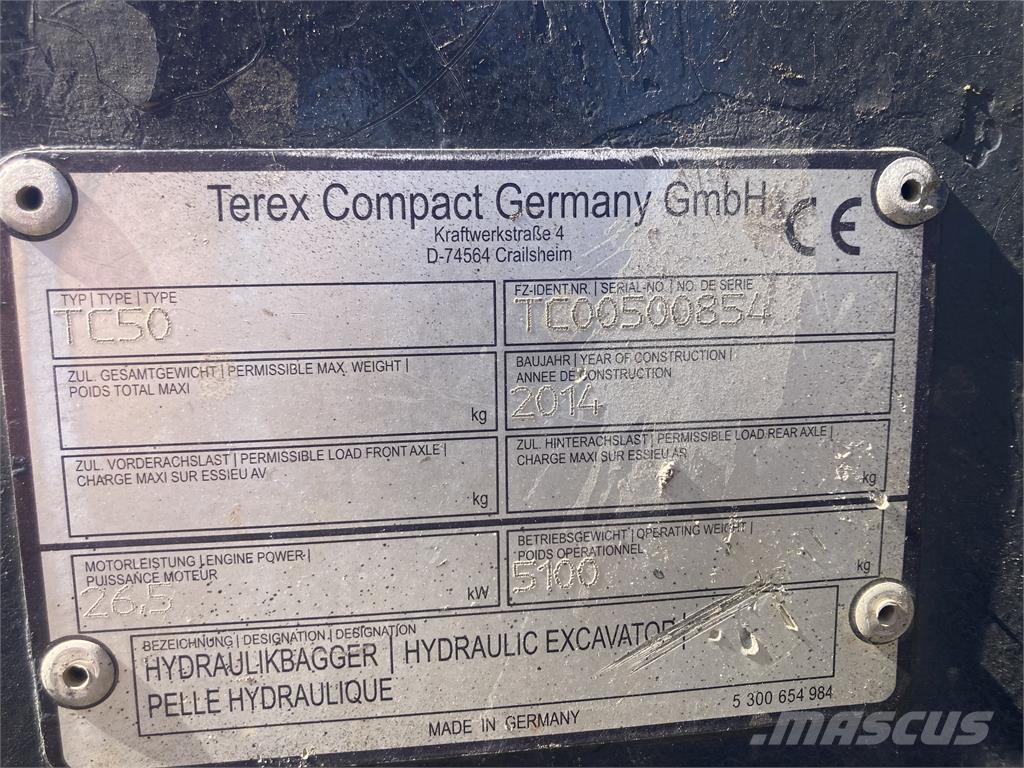 Terex Compact Germany GmbH
CE
Kraftwerkstraße 4
D-74564 Crailsheim
TYP | TYPE | TYPE
TC50
FZ-IDENT.NR. | SERIAL-NO. | NO. DE SERIE
TC00500854
ZUL. GESAMTGEWICHT | PERMISSIBLE MAX. WEIGHT |
POIDS TOTAL MAXI
kg
BAUJAHR | YEAR OF CONSTRUCTION |
ANNEE DE CONSTRUCTION
2014
ZUL. VORDERACHSLAST | PERMISSIBLE LOAD FRONT AXLE |
CHARGE MAXI SUR ESSIEU AV
kg
ZUL. HINTERACHSLAST | PERMISSIBLE LOAD REAR AXLE |
CHARGE MAXI SUR ESSIEU AR
kg
MOTORLEISTUNG | ENGINE POWER |
PUISSANCE MOTEUR
26,5
kW
BETRIEBSGEWICHT | OPERATING WEIGHT |
POIDS OPÉRATIONNEL
5100
kg
BEZEICHNUNG | DESIGNATION | DESIGNATION
HYDRAULIKBAGGER | HYDRAULIC EXCAVATOR |
PELLE HYDRAULIQUE
MADE IN GERMANY
5 300 654 984
MASCUS